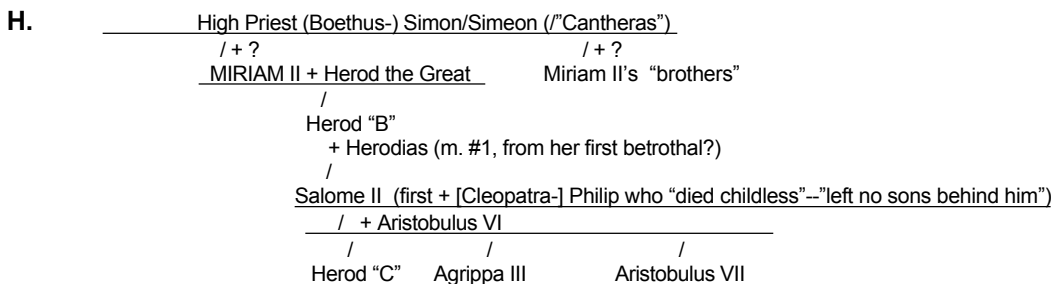 H. High Priest (Boethus-) Simon/Simeon (/"Cantheras")
/ + ? / + ?
MIRIAM II + Herod the Great Miriam II's "brothers"
/
Herod "B"
+ Herodias (m. #1, from her first betrothal?)
/
Salome II (first + [Cleopatra-] Philip who "died childless"--"left no sons behind him")
/ + Aristobulus VI
/ / /
Herod "C" Agrippa III Aristobulus VII